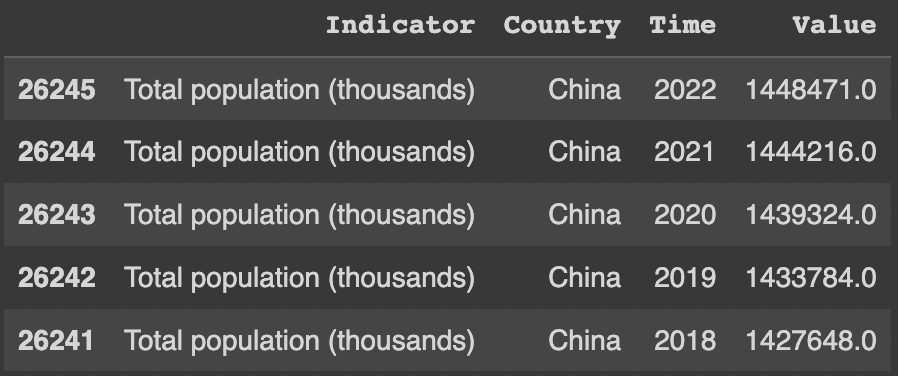 Indicator Country Time Value
26245 Total population (thousands) China 2022 1448471.0
26244 Total population (thousands) China 2021 1444216.0
26243 Total population (thousands) China 2020 1439324.0
26242 Total population (thousands) China 2019 1433784.0
26241 Total population (thousands) China 2018 1427648.0